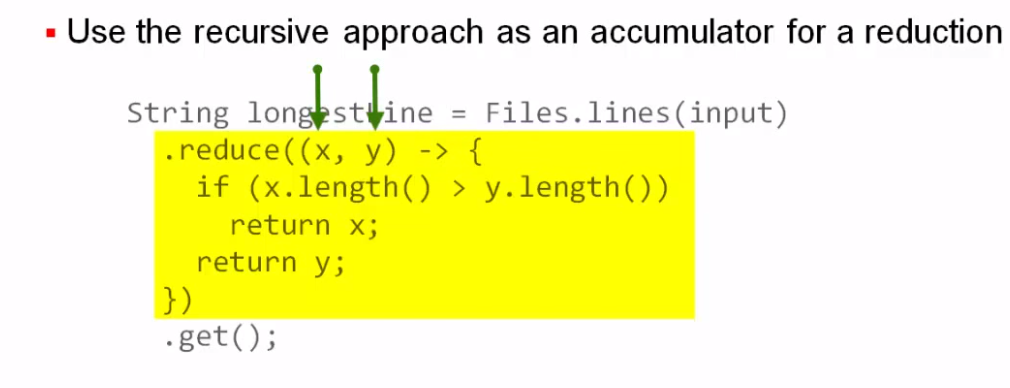 Use the recursive approach as an accumulator for a reduction
String longestLine = Files.lines(input)
.reduce((x, y) -> {
if (x.length() > y.length())
return x;
return y;
})
.get();